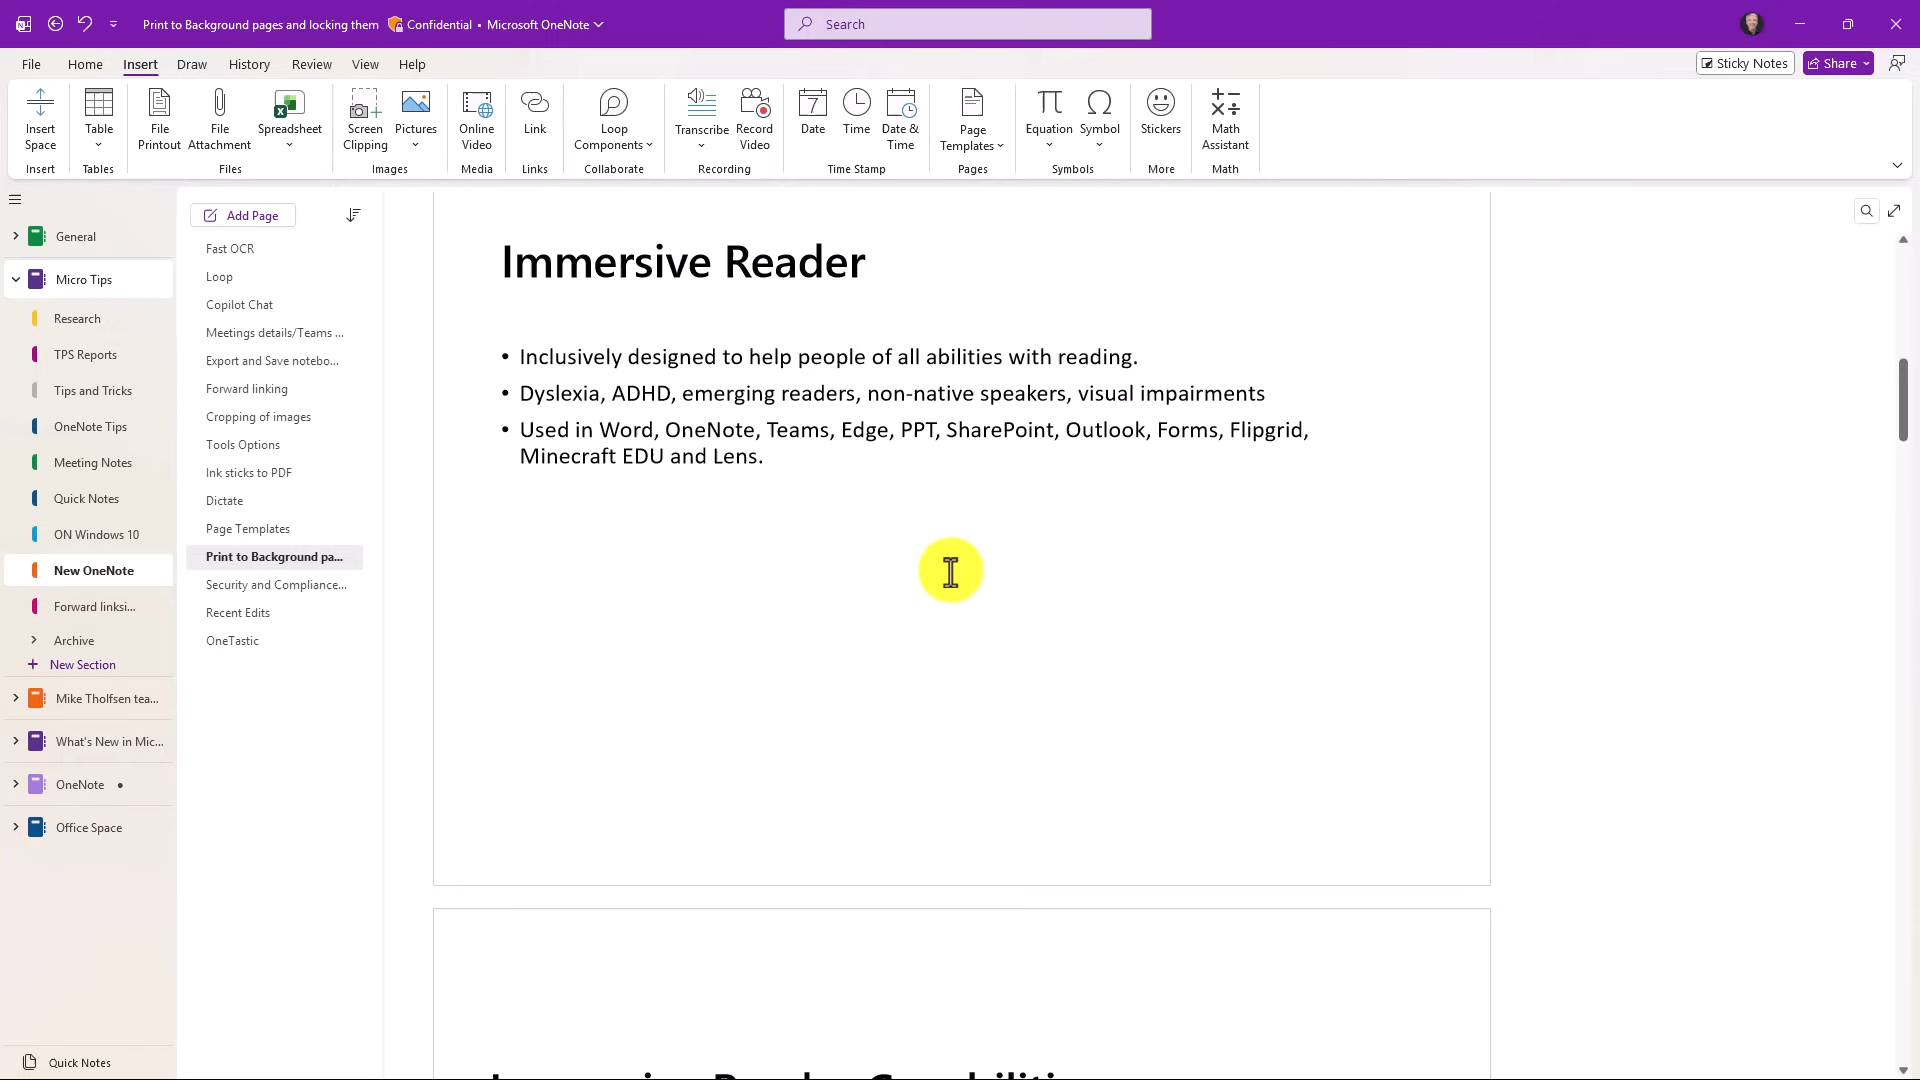 Print to Background pages and locking them Confidential • Microsoft OneNote
Search
File Home Insert Draw History Review View Help
Sticky Notes
Share
Insert Space
Table
File Printout
File Attachment
Spreadsheet
Screen Clipping
Pictures
Online Video
Link
Loop Components
Transcribe
Record Video
7
Date
Time
Date & Time
Page Templates
Equation
Symbol
Stickers
Math Assistant
Insert Tables Files Images Media Links Collaborate Recording Time Stamp Pages Symbols More Math
General
Micro Tips
Research
TPS Reports
Tips and Tricks
OneNote Tips
Meeting Notes
Quick Notes
ON Windows 10
New OneNote
Forward linksi...
Archive
New Section
Mike Tholfsen tea...
What's New in Mic...
OneNote •
Office Space
Quick Notes
Add Page
Fast OCR
Loop
Copilot Chat
Meetings details/Teams ...
Export and Save notebo...
Forward linking
Cropping of images
Tools Options
Ink sticks to PDF
Dictate
Page Templates
Print to Background pa...
Security and Compliance...
Recent Edits
OneTastic
Immersive Reader
• Inclusively designed to help people of all abilities with reading.
• Dyslexia, ADHD, emerging readers, non-native speakers, visual impairments
• Used in Word, OneNote, Teams, Edge, PPT, SharePoint, Outlook, Forms, Flipgrid,
Minecraft EDU and Lens.